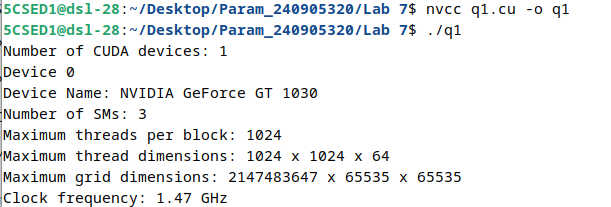 5CSED1@dsl-28:~/Desktop/Param_240905320/Lab 7$ nvcc q1.cu -o q1
5CSED1@dsl-28:~/Desktop/Param_240905320/Lab 7$ ./q1
Number of CUDA devices: 1
Device 0
Device Name: NVIDIA GeForce GT 1030
Number of SMs: 3
Maximum threads per block: 1024
Maximum thread dimensions: 1024 x 1024 x 64
Maximum grid dimensions: 2147483647 x 65535 x 65535
Clock frequency: 1.47 GHz